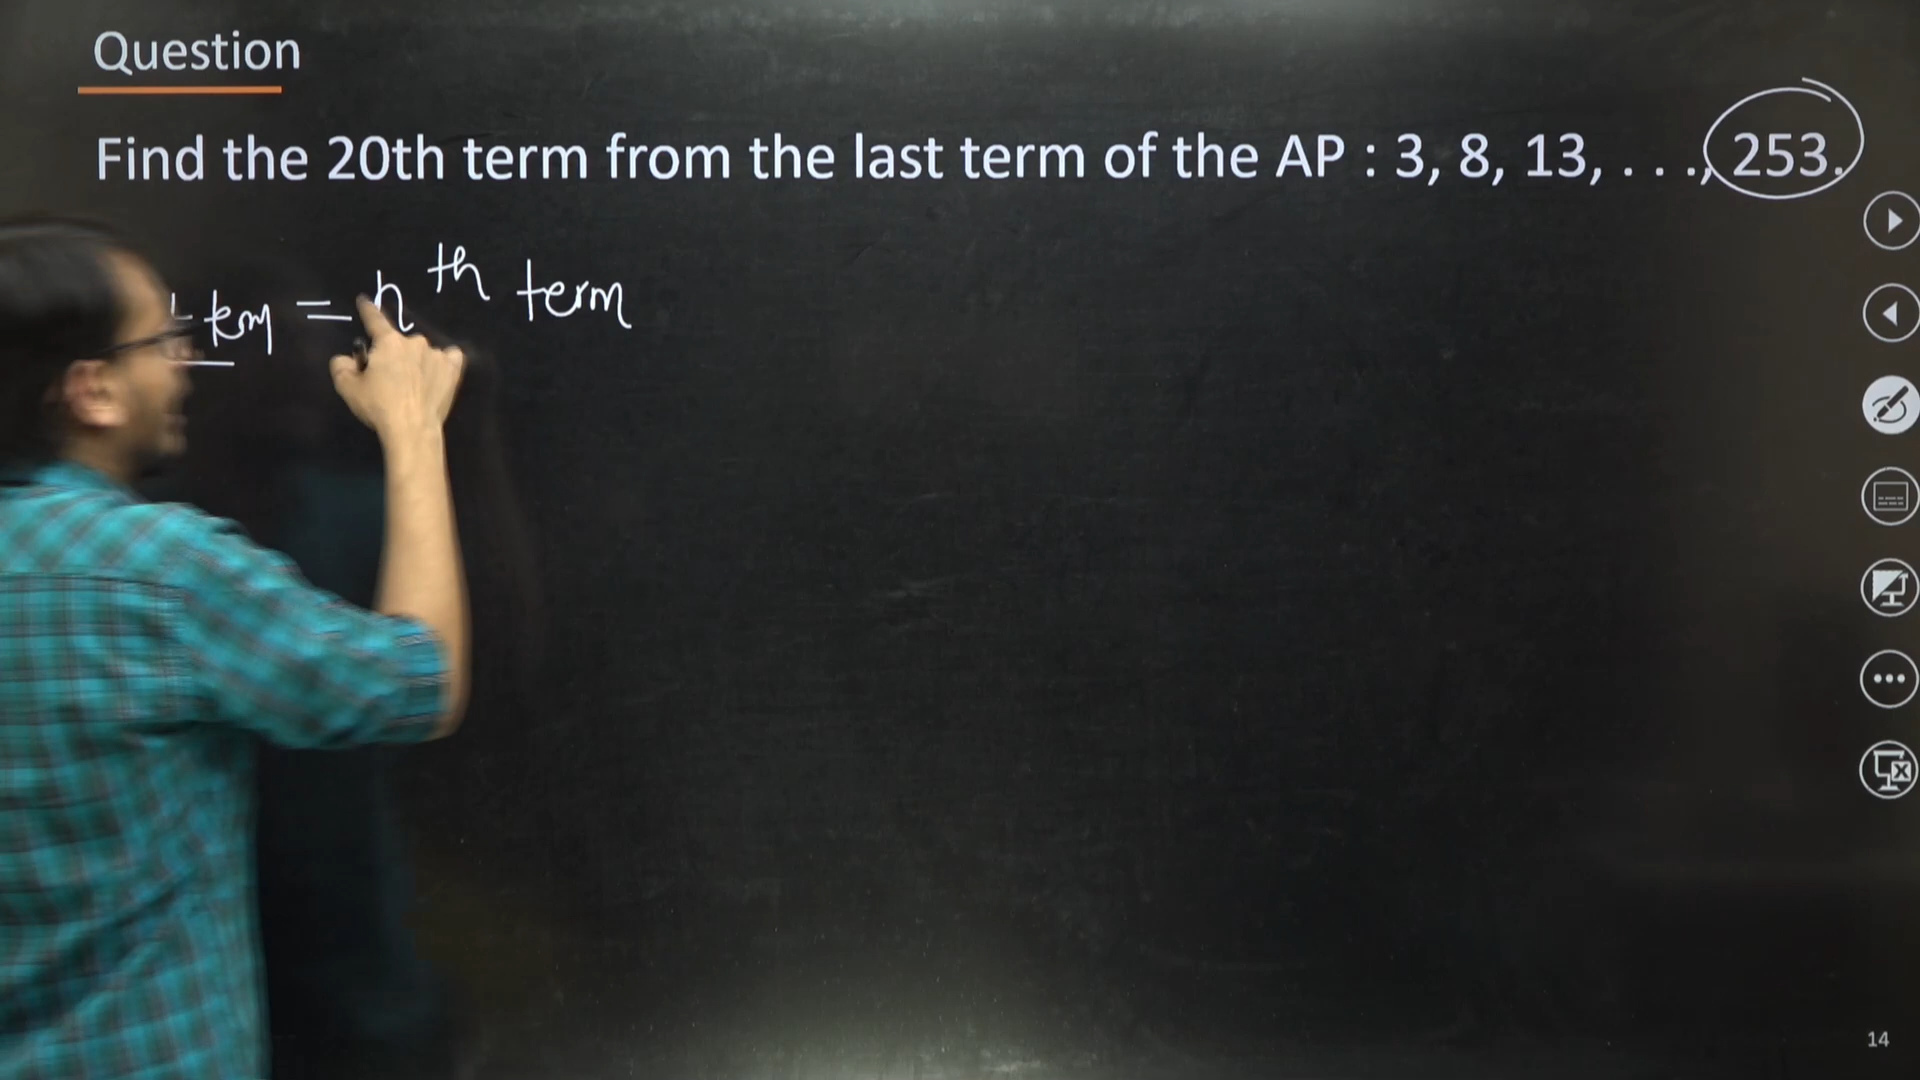 Question
Find the 20th term from the last term of the AP : 3, 8, 13, . . ., 253.
term = nth term
14